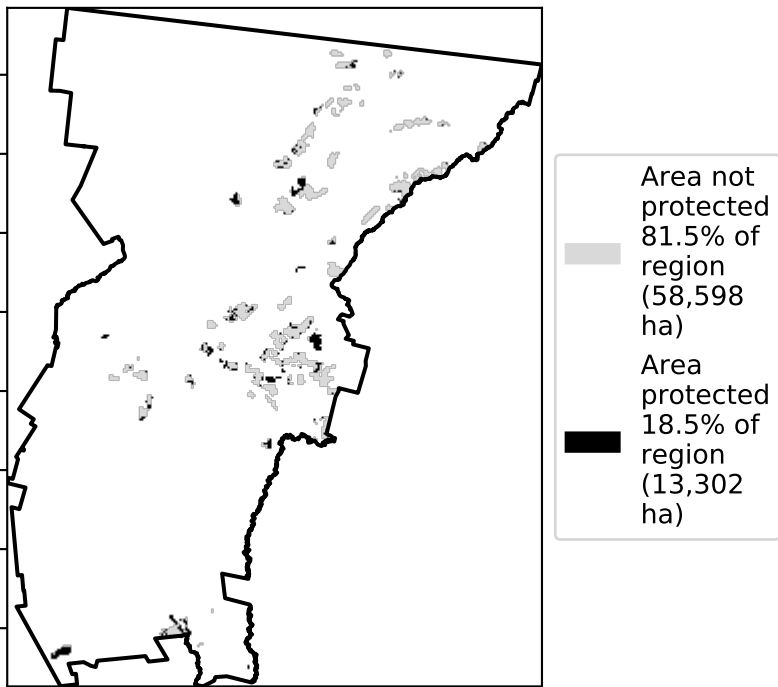 Area not
protected
81.5% of
region
(58,598
ha)
Area
protected
18.5% of
region
(13,302
ha)